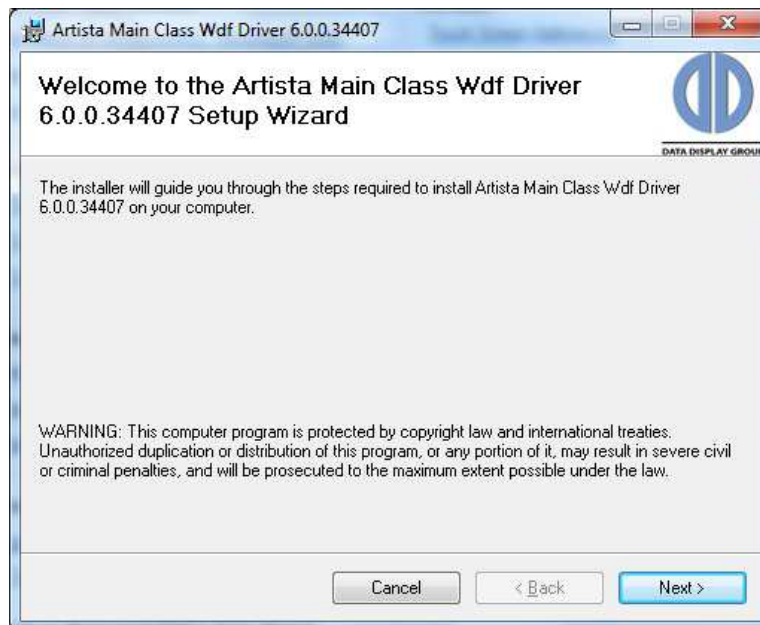 Artista Main Class Wdf Driver 6.0.0.34407
Welcome to the Artista Main Class Wdf Driver
6.0.0.34407 Setup Wizard
DATA DISPLAY GROUP
The installer will guide you through the steps required to install Artista Main Class Wdf Driver
6.0.0.34407 on your computer.
WARNING: This computer program is protected by copyright law and international treaties.
Unauthorized duplication or distribution of this program, or any portion of it, may result in severe civil
or criminal penalties, and will be prosecuted to the maximum extent possible under the law.
Cancel
< Back
Next >